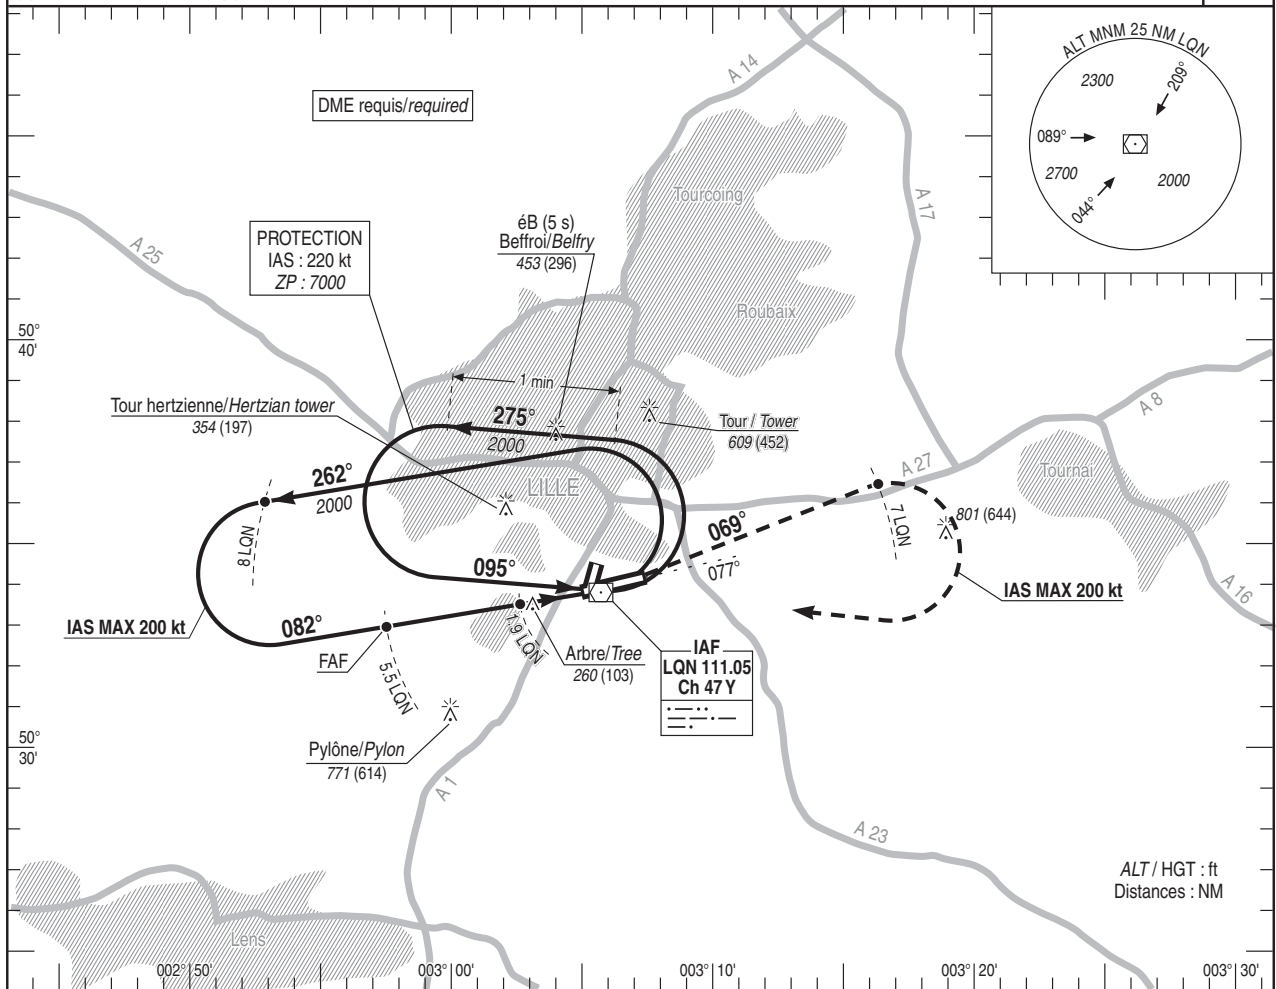 ALT MNM 25 NM LQN
2300
209°
089°
2700
044°
2000
A 14
DME requis/required
Tourcoing
A 17
A 25
PROTECTION
IAS : 220 kt
ZP : 7000
éB (5 s)
Beffroi/Belfry
453 (296)
Roubaix
50°
40'
1 min
Tour hertzienne/Hertzian tower
354 (197)
275°
2000
Tour / Tower
609 (452)
A 8
A 27
Tournai
262°
2000
LILLE
8 LQN
069°
7 LQN
801 (644)
095°
077°
IAS MAX 200 kt
A 16
IAS MAX 200 kt
082°
FAF
1.9 LQN
5.5 LQN
Arbre/Tree
260 (103)
IAF
LQN 111.05
Ch 47 Y
50°
30'
Pylône/Pylon
771 (614)
A 1
A 23
ALT / HGT : ft
Distances : NM
Lens
002° 50'
003° 00'
003° 10'
003° 20'
003° 30'